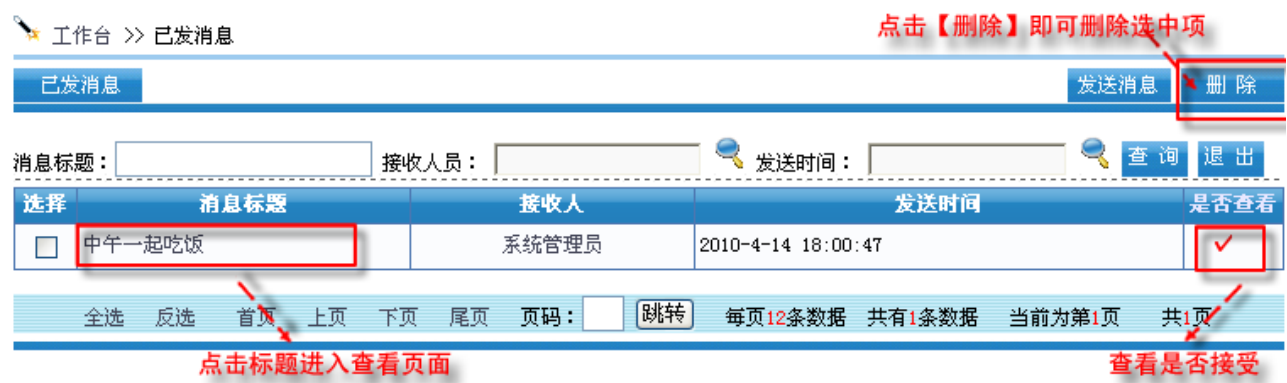 点击【删除】即可删除选中项
工作台 >> 已发消息
已发消息 发送消息 删 除
消息标题： 接收人员： 发送时间： 查 询 退 出
选择 消息标题 接收人 发送时间 是否查看
中午一起吃饭 系统管理员 2010-4-14 18:00:47
全选 反选 首页 上页 下页 尾页 页码： 跳转 每页12条数据 共有1条数据 当前为第1页 共1页
点击标题进入查看页面 查看是否接受